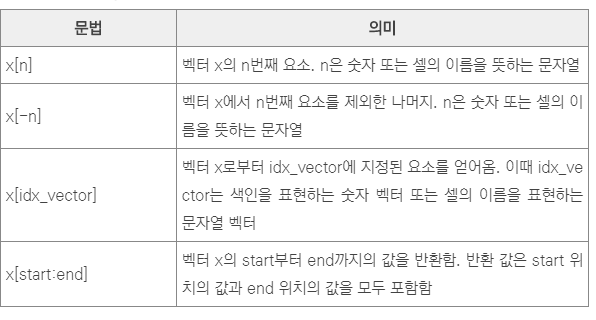 문법 의미
x[n] 벡터 x의 n번째 요소. n은 숫자 또는 셀의 이름을 뜻하는 문자열
x[-n] 벡터 x에서 n번째 요소를 제외한 나머지. n은 숫자 또는 셀의 이
름을 뜻하는 문자열
x[idx_vector] 벡터 x로부터 idx_vector에 지정된 요소를 얻어옴. 이때 idx_ve
ctor는 색인을 표현하는 숫자 벡터 또는 셀의 이름을 표현하는
문자열 벡터
x[start:end] 벡터 x의 start부터 end까지의 값을 반환함. 반환 값은 start 위
치의 값과 end 위치의 값을 모두 포함함